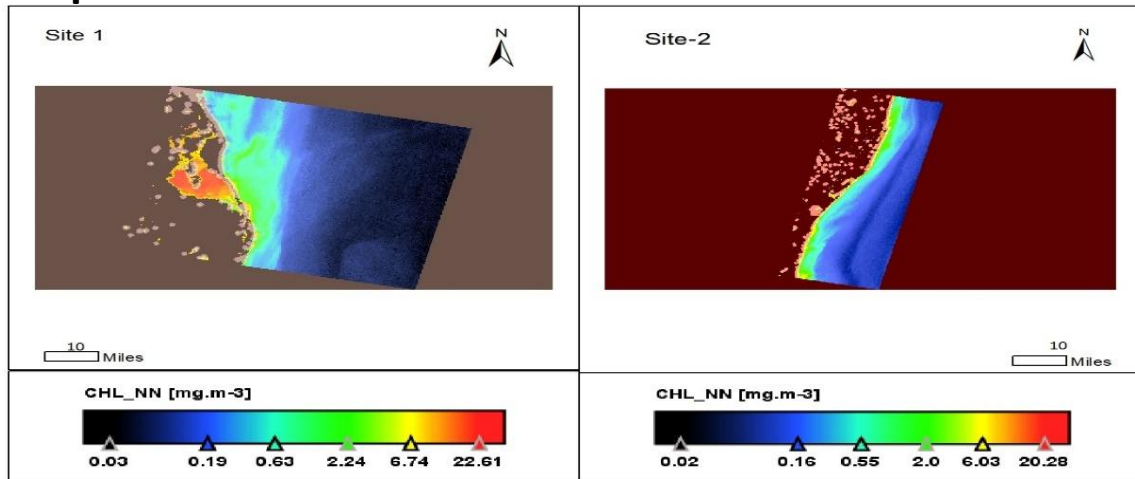 Site 1
N
10
Miles
CHL_NN [mg.m-3]
0.03 0.19 0.63 2.24 6.74 22.61
Site-2
N
10
Miles
CHL_NN [mg.m-3]
0.02 0.16 0.55 2.0 6.03 20.28